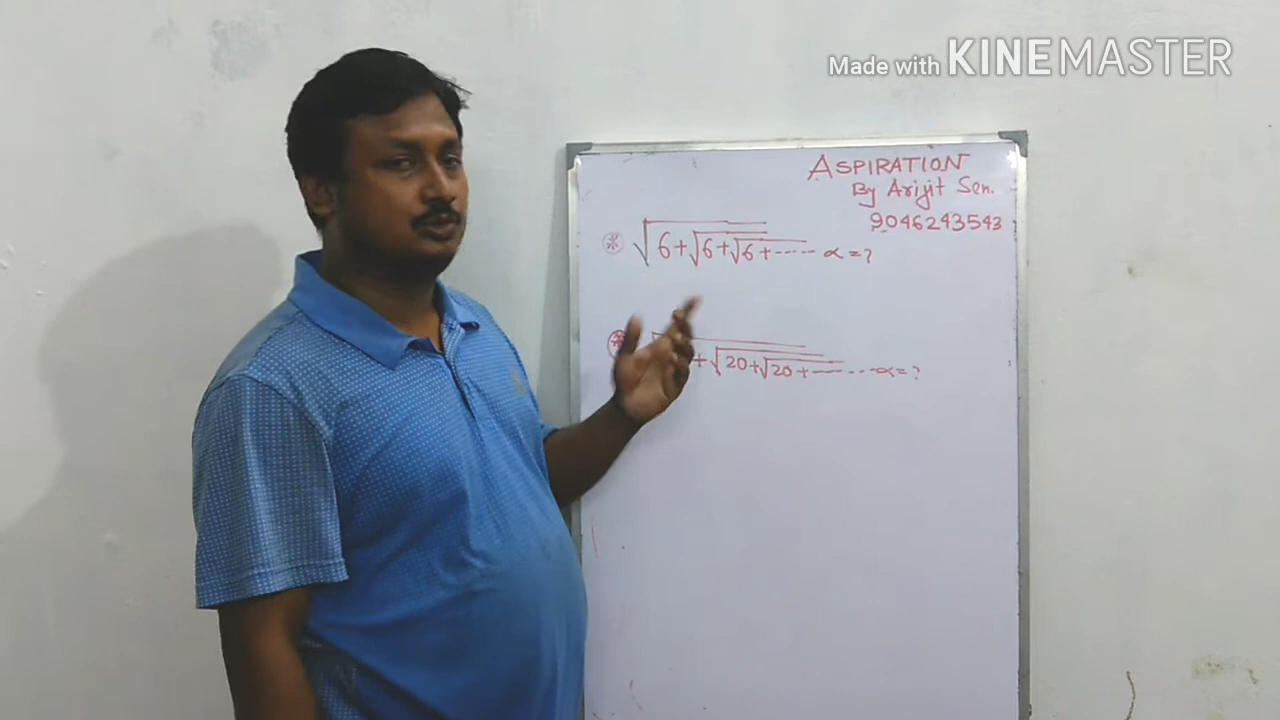 Made with KINEMASTER
ASPIRATION
By Arijit Sen.
9046243543
√6+√6+√6+----- α = ?
+√20+√20+ —— ---α = ?